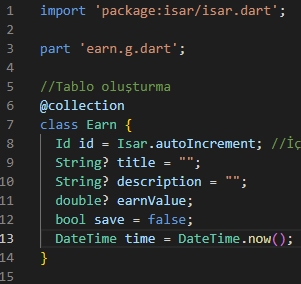 1 import 'package:isar/isar.dart';
2
3 part 'earn.g.dart';
4
5 //Tablo oluşturma
6 @collection
7 class Earn {
8 Id id = Isar.autoIncrement; //İç
9 String? title = "";
10 String? description = "";
11 double? earnValue;
12 bool save = false;
13 DateTime time = DateTime.now();
14 }
15